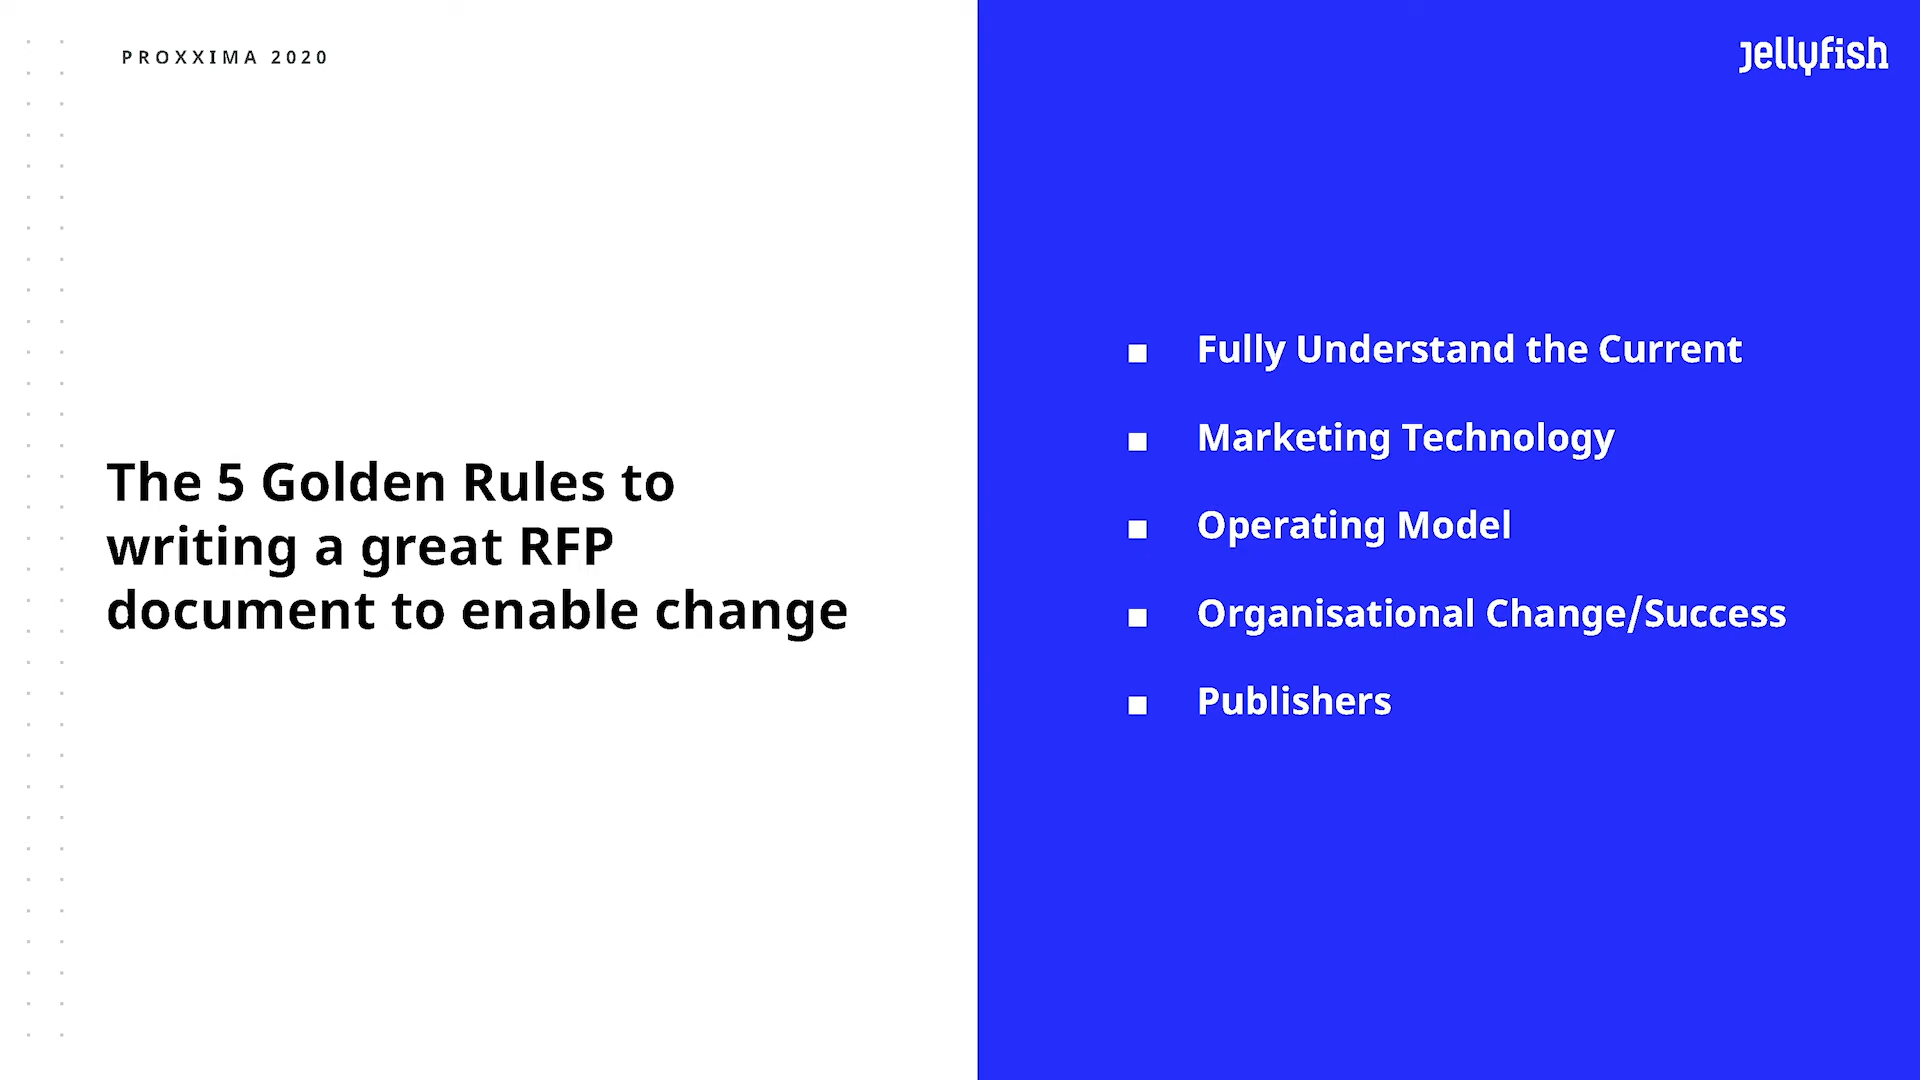 PROXXIMA 2020
jellyfish
The 5 Golden Rules to
writing a great RFP
document to enable change
■ Fully Understand the Current
■ Marketing Technology
■ Operating Model
■ Organisational Change/Success
■ Publishers